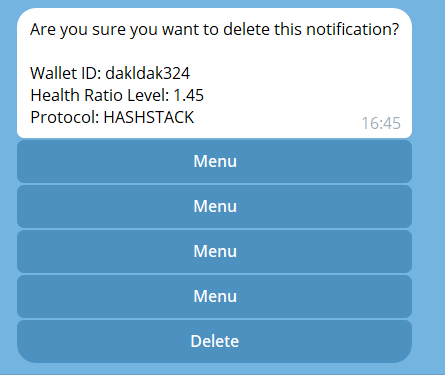 Are you sure you want to delete this notification?
Wallet ID: dakldak324
Health Ratio Level: 1.45
Protocol: HASHSTACK
16:45
Menu
Menu
Menu
Menu
Delete